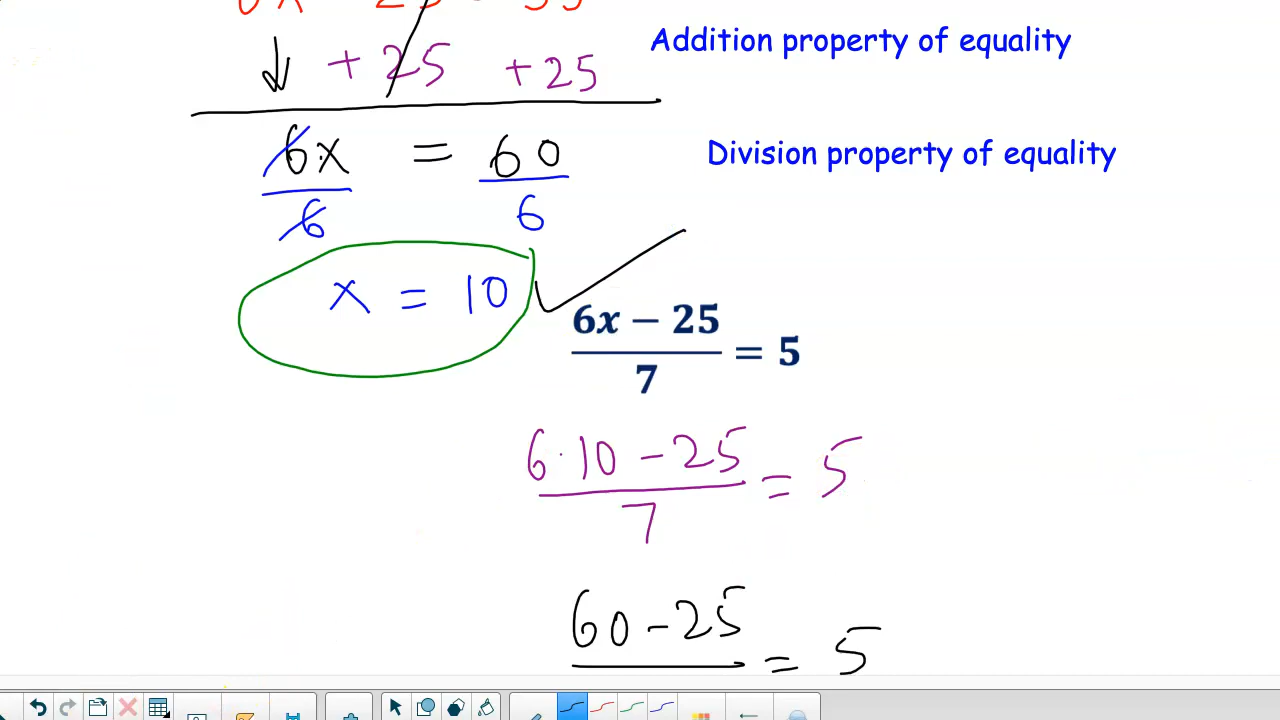 + 25 + 25
Addition property of equality
6x = 60
6 6
Division property of equality
x = 10
6x − 25
7
= 5
6·10 − 25
7
= 5
60 − 25
= 5